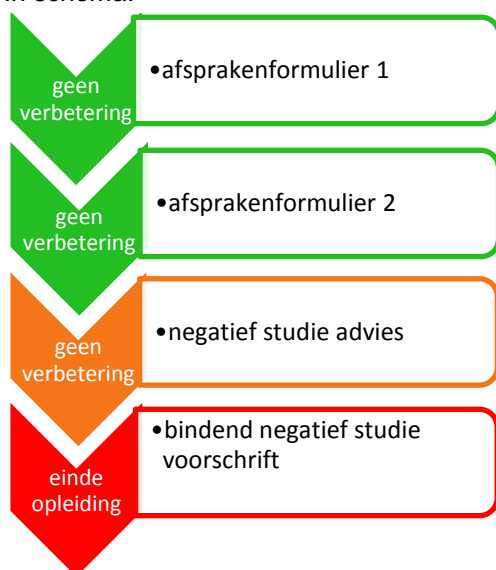 in schema:
geen
verbetering
•afsprakenformulier 1
geen
verbetering
•afsprakenformulier 2
geen
verbetering
•negatief studie advies
einde
opleiding
•bindend negatief studie
voorschrift